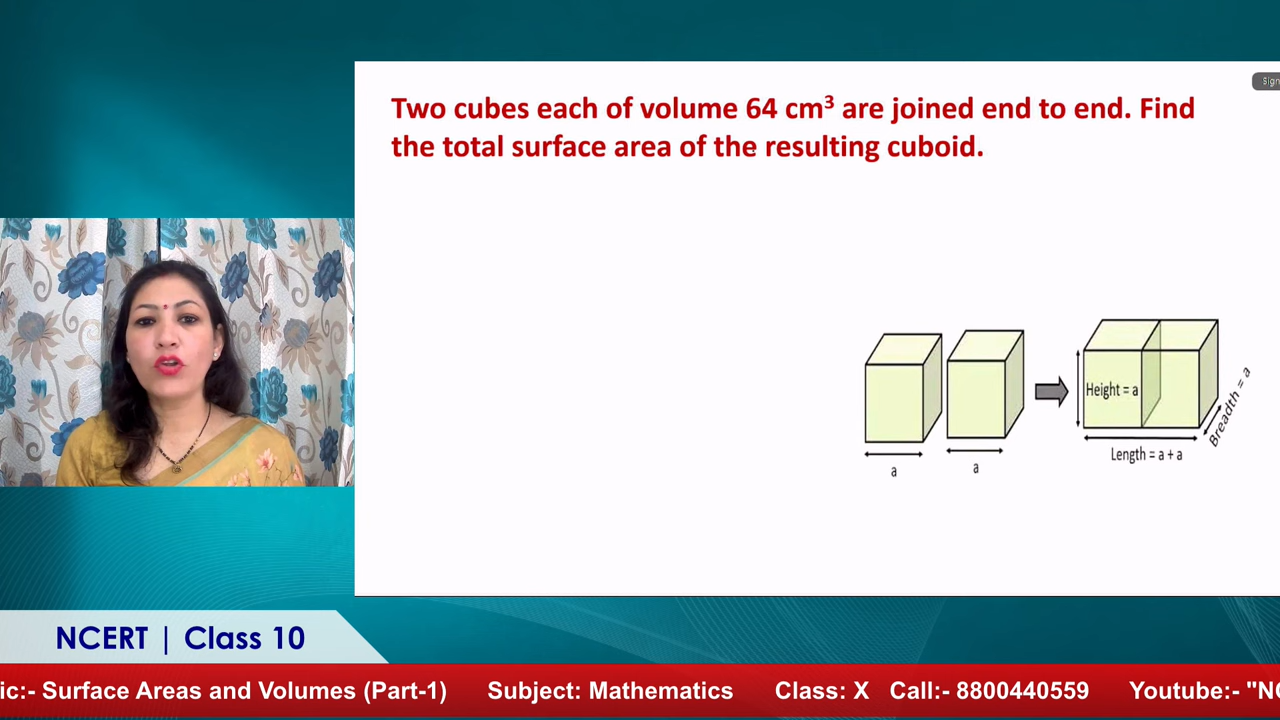 Sign
Two cubes each of volume 64 cm³ are joined end to end. Find
the total surface area of the resulting cuboid.
Height = a
Breadth = a
Length = a + a
a
a
NCERT | Class 10
ic:- Surface Areas and Volumes (Part-1) Subject: Mathematics Class: X Call:- 8800440559 Youtube:- "NC